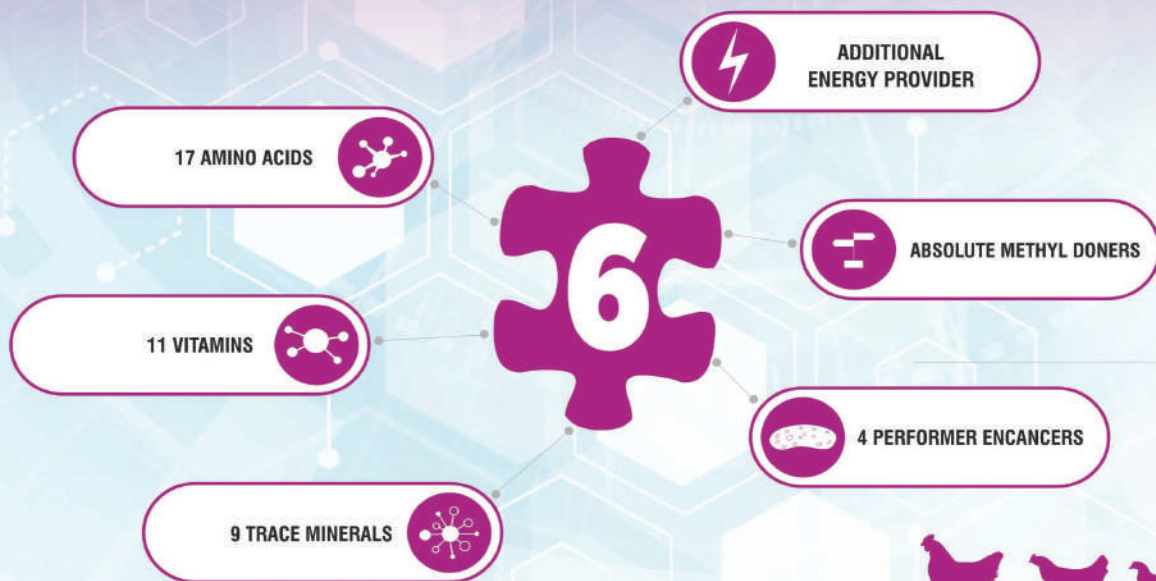 ADDITIONAL
ENERGY PROVIDER
17 AMINO ACIDS
6
ABSOLUTE METHYL DONERS
11 VITAMINS
4 PERFORMER ENCANCERS
9 TRACE MINERALS